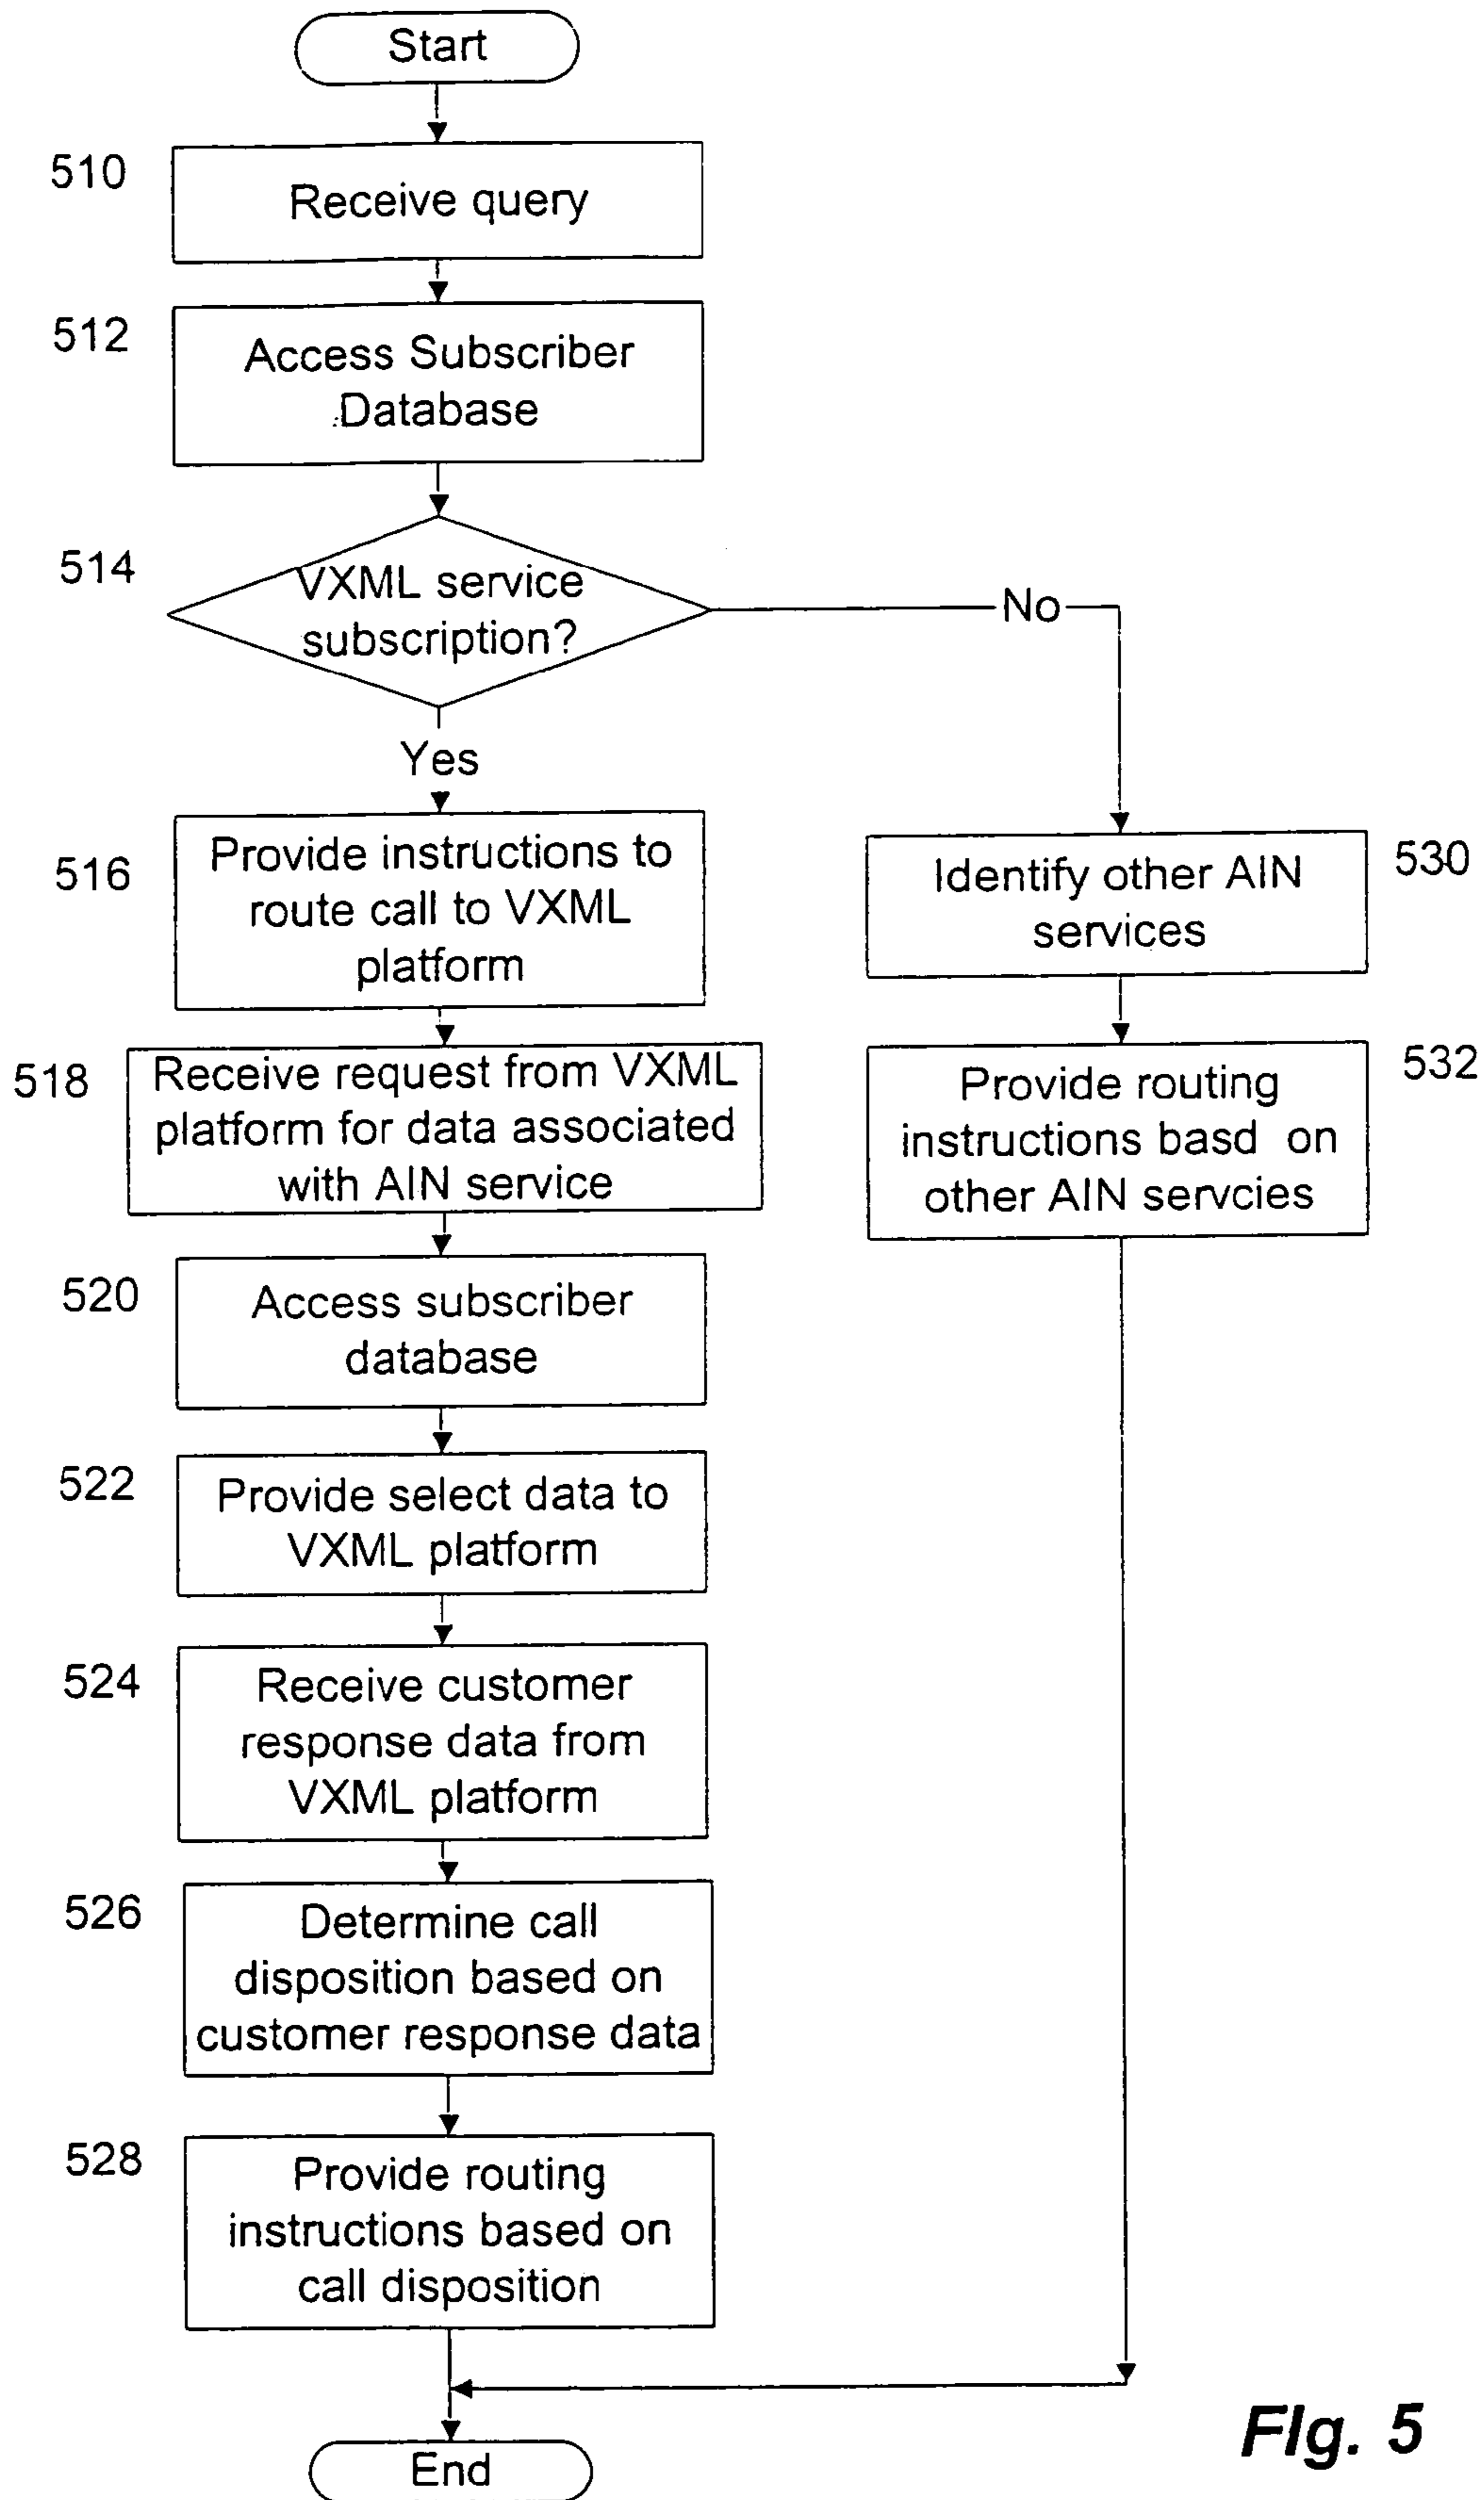 Start
510
Receive query
512
Access Subscriber
Database
514
VXML service
subscription?
No
Yes
516
Provide instructions to
route call to VXML
platform
530
Identify other AIN
services
518
Receive request from VXML
platform for data associated
with AIN service
532
Provide routing
instructions basd on
other AIN servcies
520
Access subscriber
database
522
Provide select data to
VXML platform
524
Receive customer
response data from
VXML platform
526
Determine call
disposition based on
customer response data
528
Provide routing
instructions based on
call disposition
End
FIg. 5